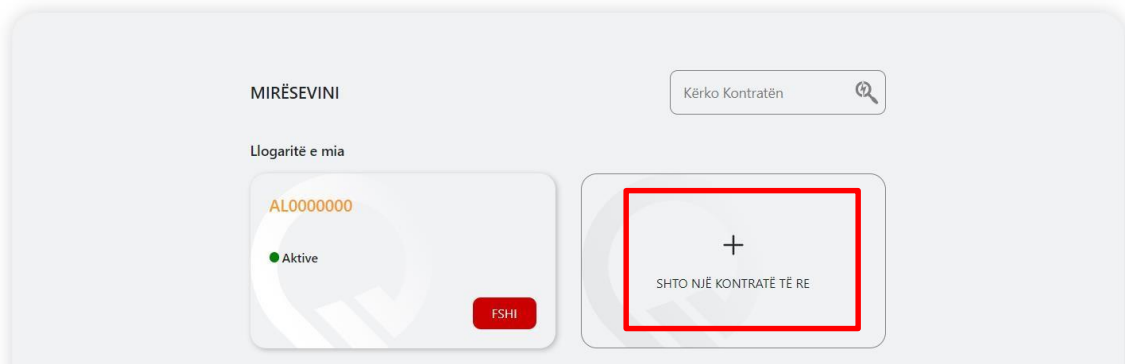 MIRËSEVINI
Kërko Kontratën
Llogaritë e mia
AL0000000
Aktive
FSHI
SHTO NJË KONTRATË TË RE